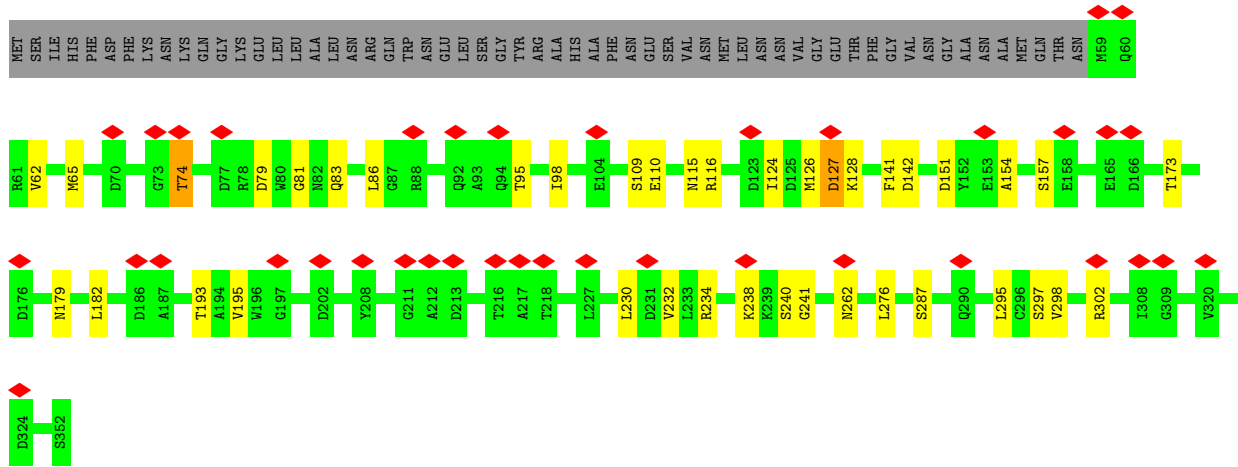 MET SER ILE HIS PHE ASP PHE LYS ASN LYS GLN GLY LYS GLU LEU LEU ALA LEU ASN ARG GLN TRP ASN GLU LEU SER GLY TYR ARG ALA HIS ALA PHE ASN GLU SER VAL ASN MET LEU ASN ASN VAL GLY GLU THR PHE GLY VAL ASN GLY ALA ASN ALA MET GLN THR ASN M59 Q60
R61 V62 M65 D70 G73 T74 D77 R78 D79 W80 G81 N82 Q83 L86 G87 R88 Q92 A93 Q94 T95 I98 E104 S109 E110 N115 R116 D123 I124 D125 M126 D127 K128 F141 D142 D151 Y152 E153 A154 S157 E158 E165 D166 T173
D176 N179 L182 D186 A187 T193 A194 V195 W196 G197 D202 Y208 G211 A212 D213 T216 A217 T218 L227 L230 D231 V232 L233 R234 K238 K239 S240 G241 N262 L276 S287 Q290 L295 C296 S297 V298 R302 I308 G309 V320
D324 S352